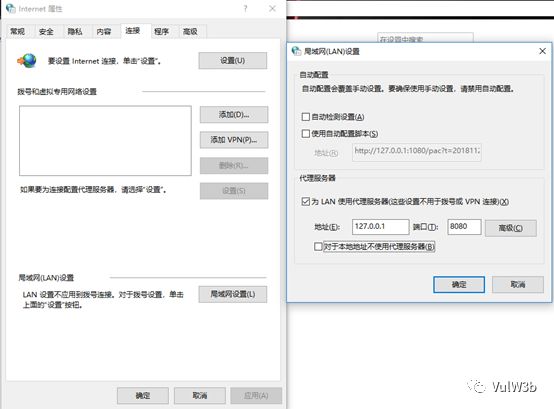 Internet 属性
?
常规 安全 隐私 内容 连接 程序 高级
要设置 Internet 连接，单击“设置”。
设置(U)
拨号和虚拟专用网络设置
添加(D)...
添加 VPN(P)...
删除(R)...
如果要为连接配置代理服务器，请选择“设置”。
设置(S)
局域网(LAN)设置
LAN 设置不应用到拨号连接。对于拨号设置，单击
上面的“设置”按钮。
局域网设置(L)
确定 取消 应用(A)
在设置中搜索
局域网(LAN)设置
自动配置
自动配置会覆盖手动设置。要确保使用手动设置，请禁用自动配置。
自动检测设置(A)
使用自动配置脚本(S)
地址(R) http://127.0.0.1:1080/pac?t=201811
代理服务器
为 LAN 使用代理服务器(这些设置不用于拨号或 VPN 连接)(X)
地址(E): 127.0.0.1 端口(T): 8080 高级(C)
对于本地地址不使用代理服务器(B)
确定 取消
VulW3b